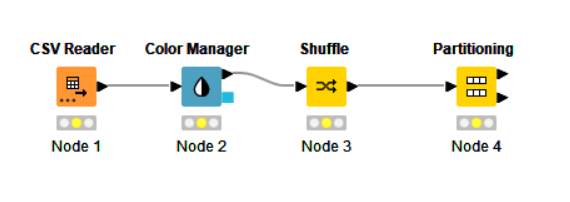 CSV Reader
Color Manager
Shuffle
Partitioning
Node 1
Node 2
Node 3
Node 4